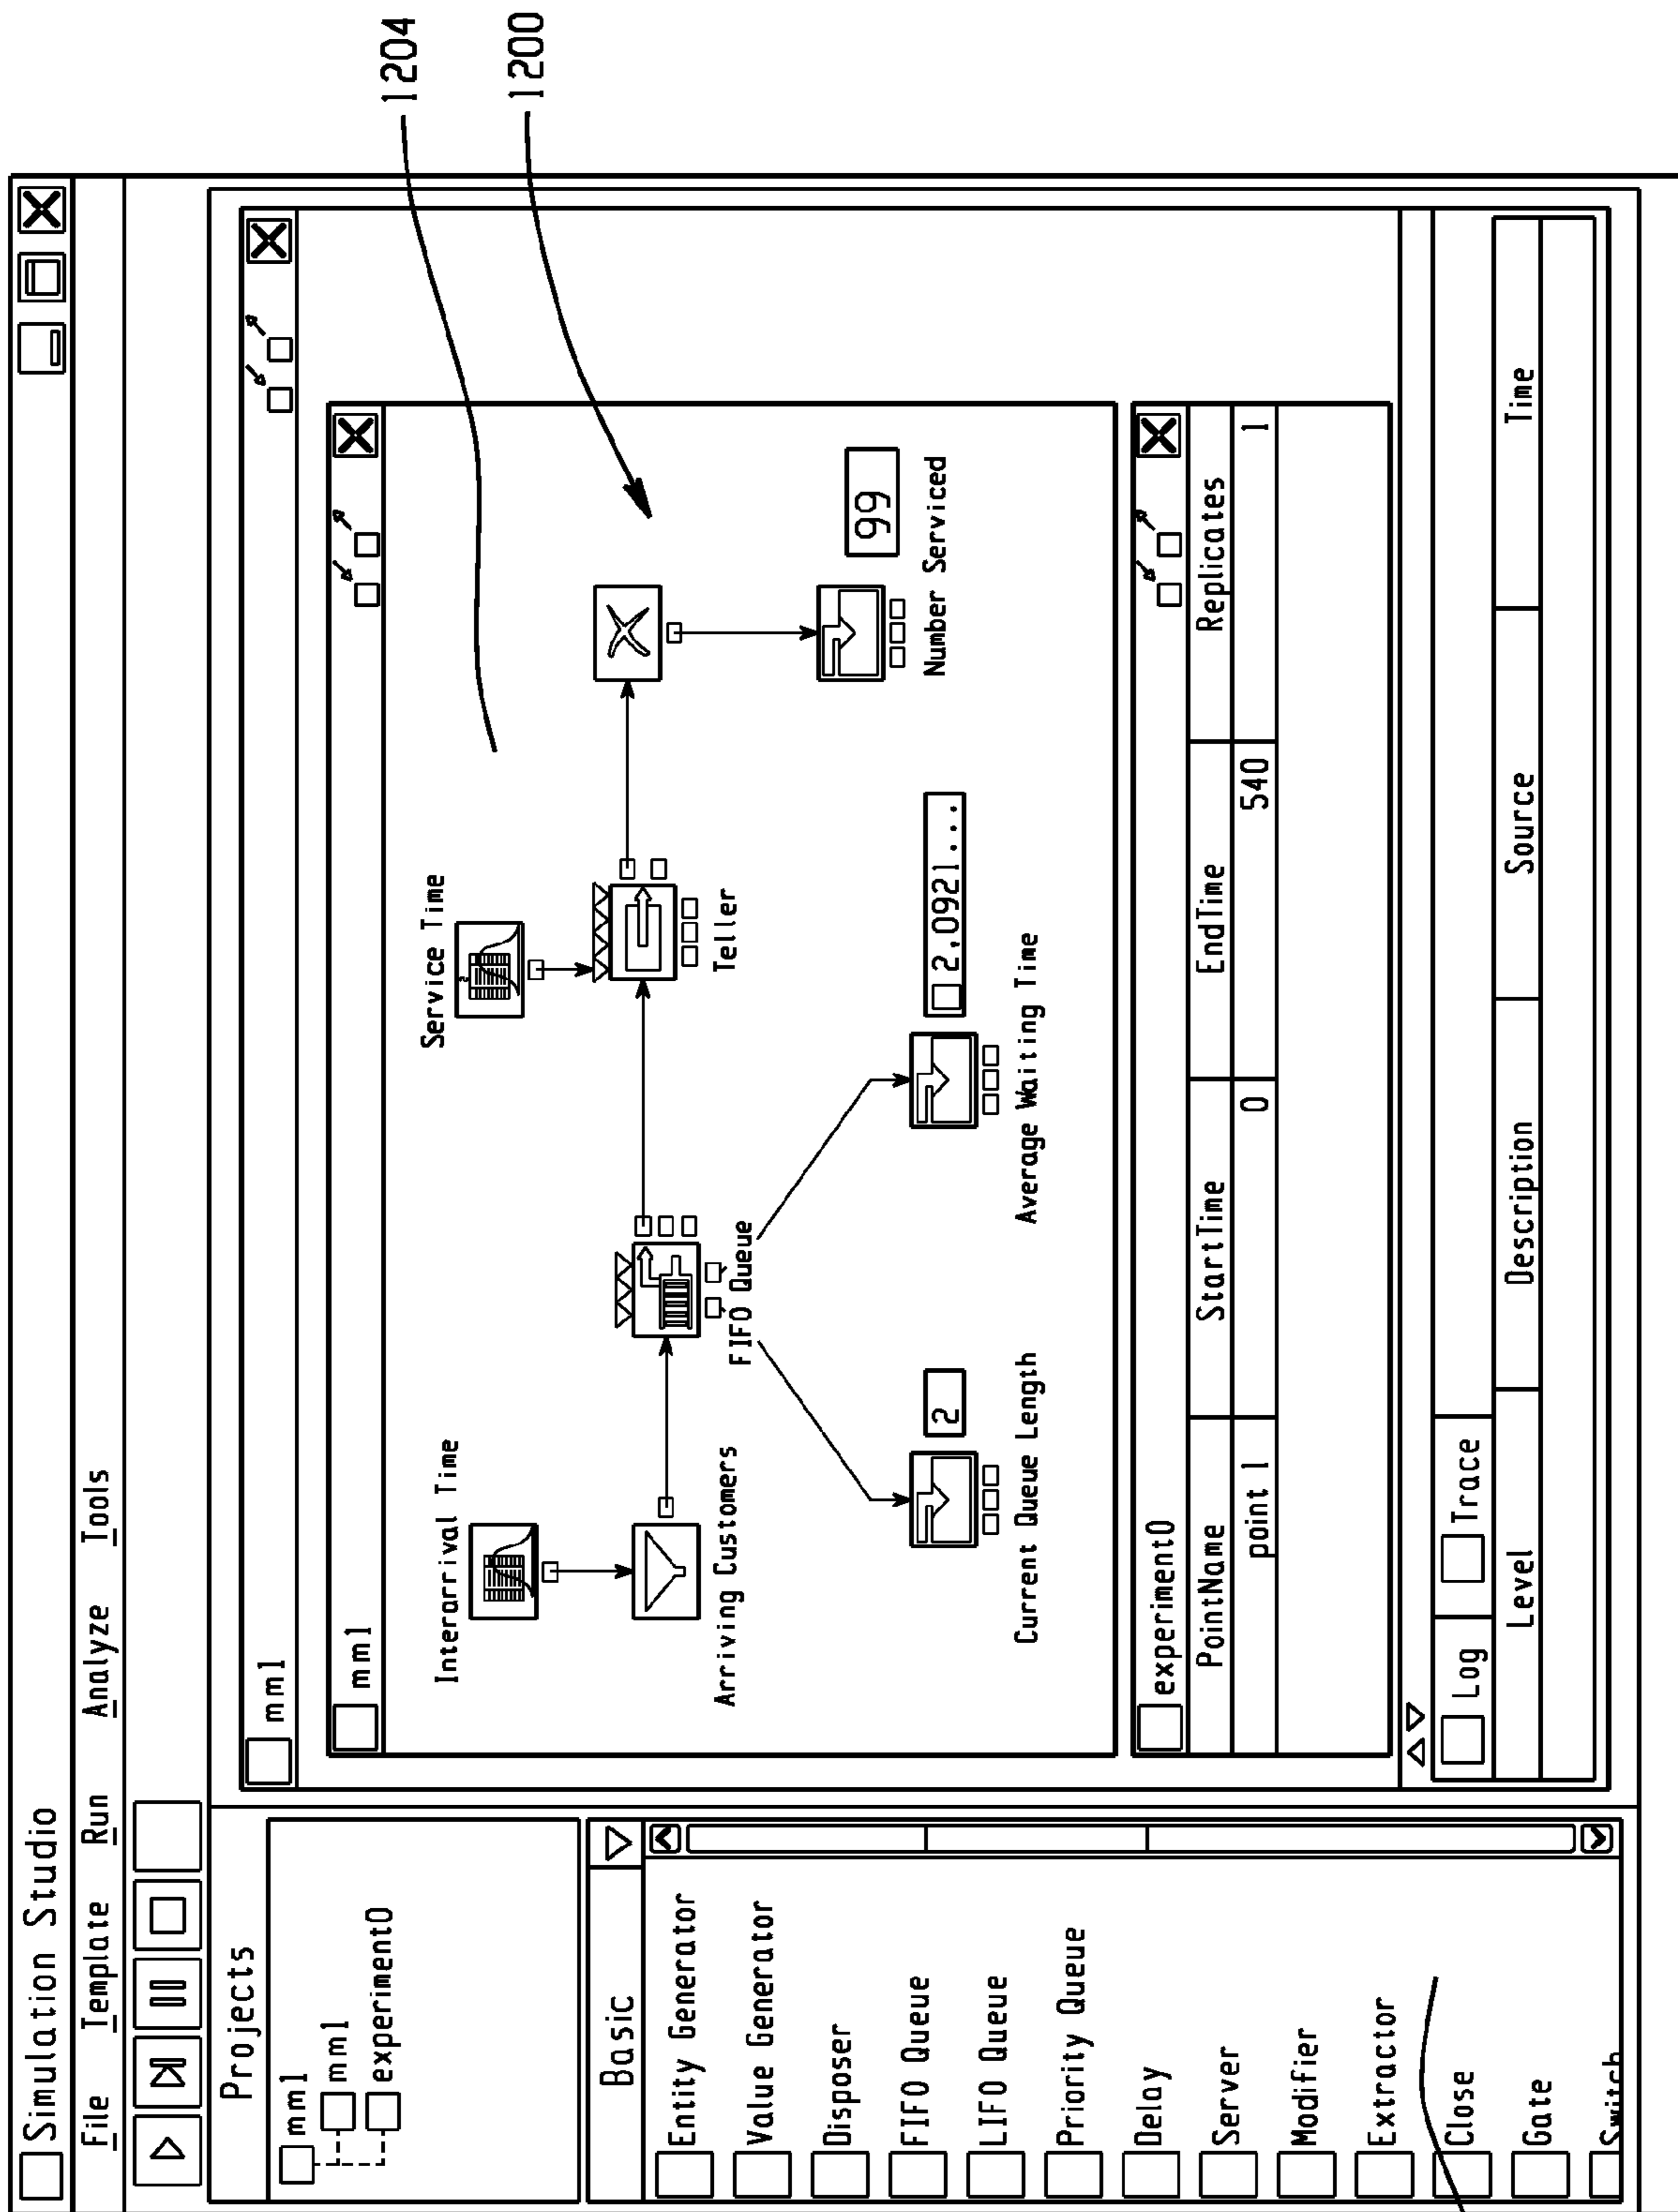 Simulation Studio
File Template Run Analyze Tools
Projects
mm1
mm1
experiment0
Basic
Entity Generator
Value Generator
Disposer
FIFO Queue
LIFO Queue
Priority Queue
Delay
Server
Modifier
Extractor
Close
Gate
Switch
mm1
mm1
Interarrival Time
Service Time
Arriving Customers
FIFO Queue
Teller
2
2.0921...
99
Current Queue Length
Average Waiting Time
Number Serviced
experiment0
PointName StartTime EndTime Replicates
point 1 0 540 1
Log Trace
Level Description Source Time
1204
1200